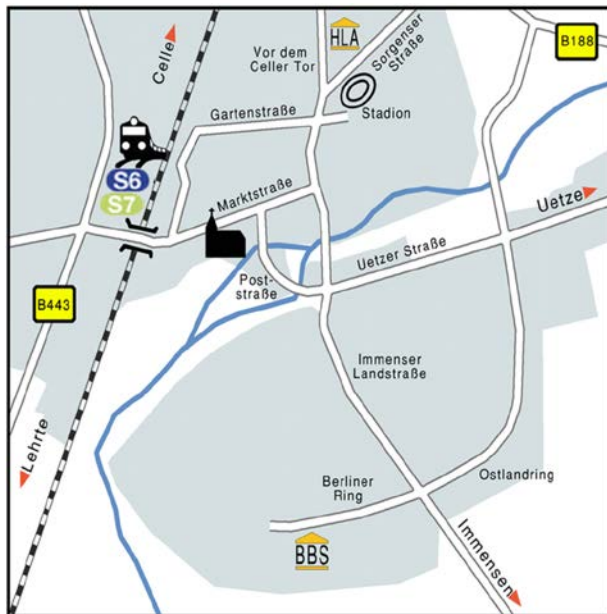 HLA
B188
Celle
Vor dem
Celler Tor
Sorgenser
Straße
Gartenstraße
Stadion
S6
S7
Marktstraße
Uetze
Uetzer Straße
Post-
straße
B443
Immenser
Landstraße
Lehrte
Berliner
Ring
Ostlandring
BBS
Immensen